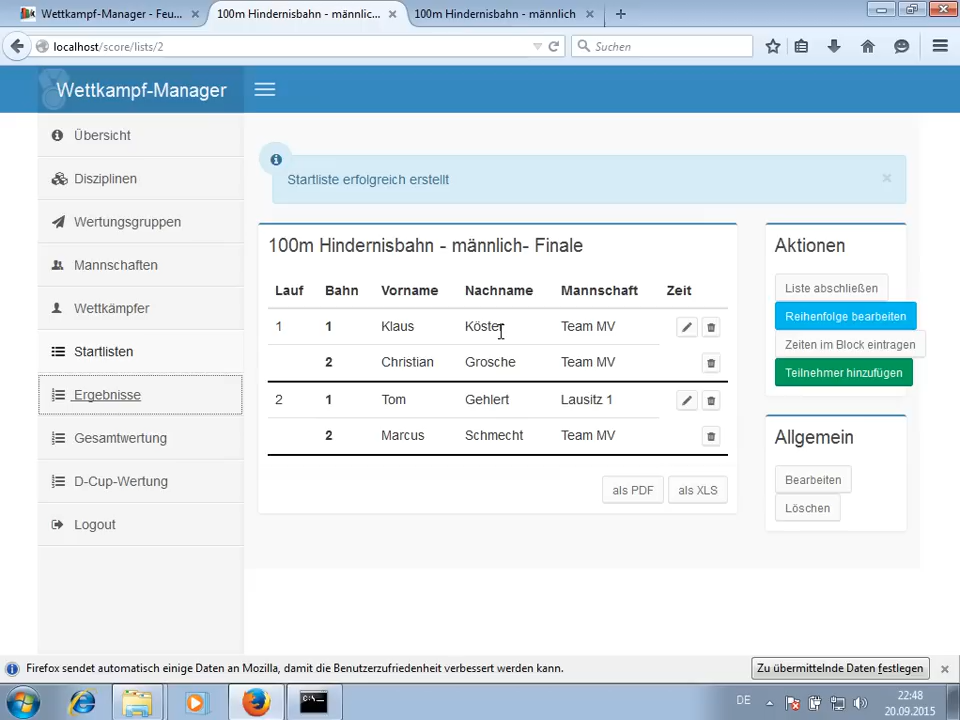 Wettkampf-Manager - Feu...
100m Hindernisbahn - männlic...
100m Hindernisbahn - männlich
localhost/score/lists/2
Suchen
Wettkampf-Manager
Übersicht
Disziplinen
Wertungsgruppen
Mannschaften
Wettkämpfer
Startlisten
Ergebnisse
Gesamtwertung
D-Cup-Wertung
Logout
Startliste erfolgreich erstellt
100m Hindernisbahn - männlich- Finale
Lauf Bahn Vorname Nachname Mannschaft Zeit
1 1 Klaus Köster Team MV
2 Christian Grosche Team MV
2 1 Tom Gehlert Lausitz 1
2 Marcus Schmecht Team MV
als PDF als XLS
Aktionen
Liste abschließen
Reihenfolge bearbeiten
Zeiten im Block eintragen
Teilnehmer hinzufügen
Allgemein
Bearbeiten
Löschen
Firefox sendet automatisch einige Daten an Mozilla, damit die Benutzerzufriedenheit verbessert werden kann.
Zu übermittelnde Daten festlegen
DE
22:48
20.09.2015